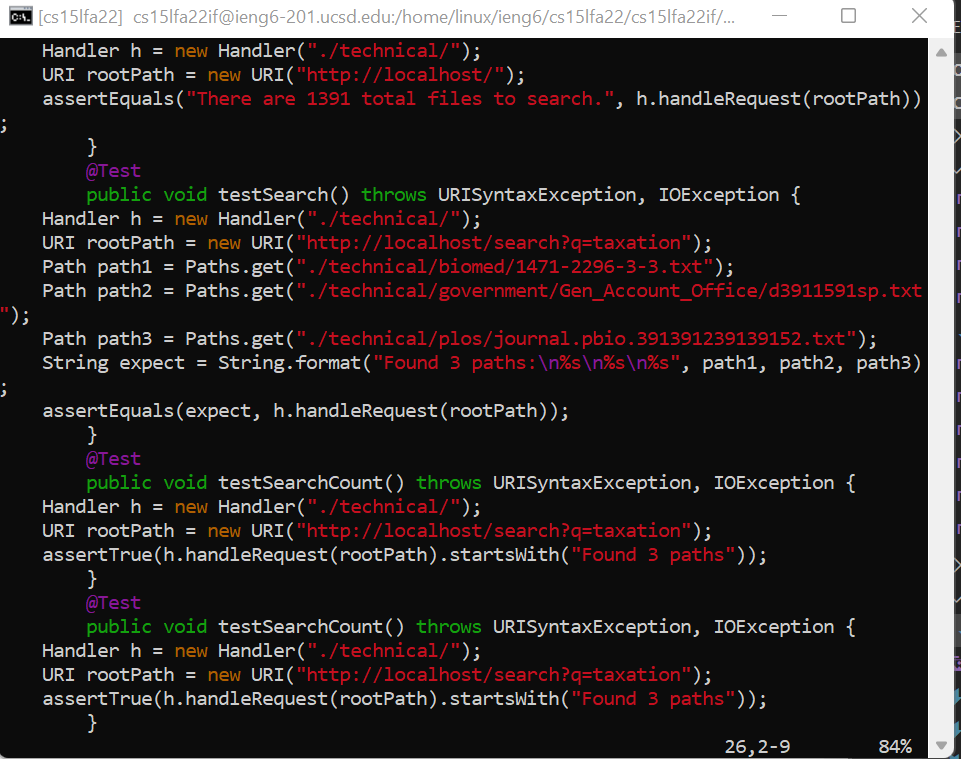 [cs15lfa22] cs15lfa22if@ieng6-201.ucsd.edu:/home/linux/ieng6/cs15lfa22/cs15lfa22if/...
Handler h = new Handler("./technical/");
URI rootPath = new URI("http://localhost/");
assertEquals("There are 1391 total files to search.", h.handleRequest(rootPath))
;
}
@Test
public void testSearch() throws URISyntaxException, IOException {
Handler h = new Handler("./technical/");
URI rootPath = new URI("http://localhost/search?q=taxation");
Path path1 = Paths.get("./technical/biomed/1471-2296-3-3.txt");
Path path2 = Paths.get("./technical/government/Gen_Account_Office/d3911591sp.txt
");
Path path3 = Paths.get("./technical/plos/journal.pbio.391391239139152.txt");
String expect = String.format("Found 3 paths:\n%s\n%s\n%s", path1, path2, path3)
;
assertEquals(expect, h.handleRequest(rootPath));
}
@Test
public void testSearchCount() throws URISyntaxException, IOException {
Handler h = new Handler("./technical/");
URI rootPath = new URI("http://localhost/search?q=taxation");
assertTrue(h.handleRequest(rootPath).startsWith("Found 3 paths"));
}
@Test
public void testSearchCount() throws URISyntaxException, IOException {
Handler h = new Handler("./technical/");
URI rootPath = new URI("http://localhost/search?q=taxation");
assertTrue(h.handleRequest(rootPath).startsWith("Found 3 paths"));
}
26,2-9 84%